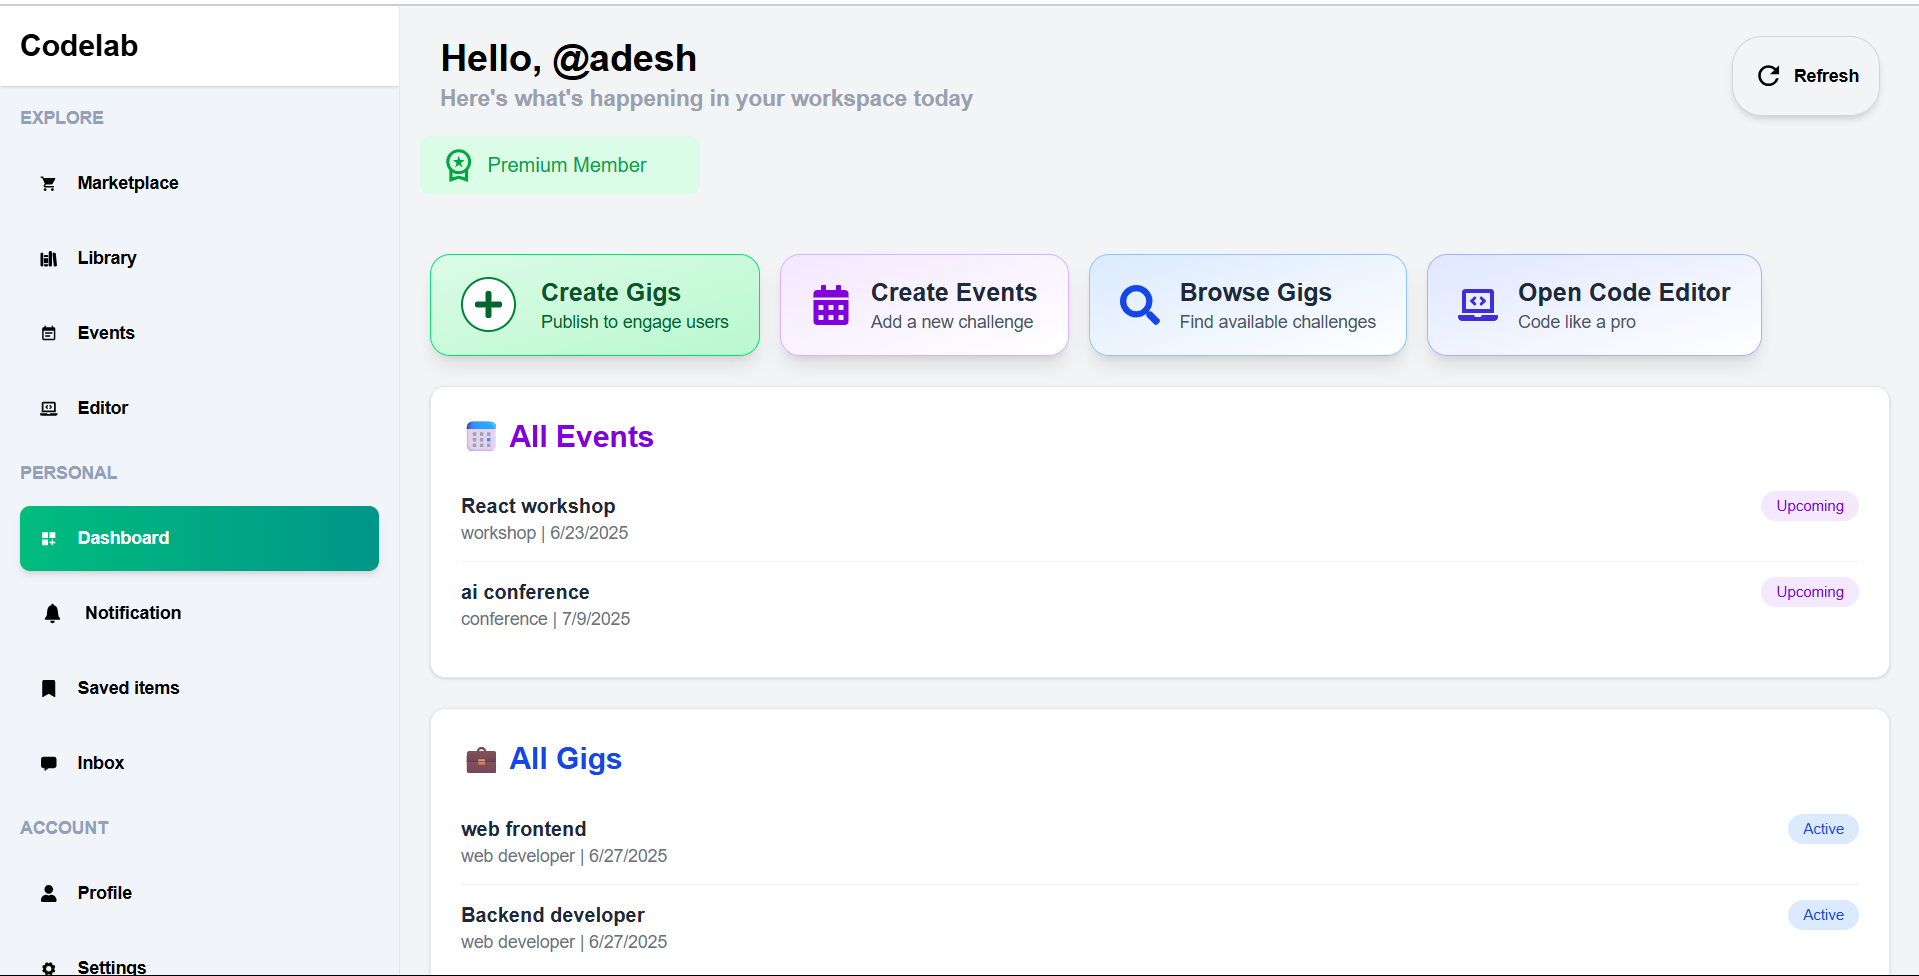 Codelab
EXPLORE
Marketplace
Library
Events
Editor
PERSONAL
Dashboard
Notification
Saved items
Inbox
ACCOUNT
Profile
Settings
Hello, @adesh
Here's what's happening in your workspace today
Refresh
Premium Member
Create Gigs
Publish to engage users
Create Events
Add a new challenge
Browse Gigs
Find available challenges
Open Code Editor
Code like a pro
All Events
React workshop
workshop | 6/23/2025
Upcoming
ai conference
conference | 7/9/2025
Upcoming
All Gigs
web frontend
web developer | 6/27/2025
Active
Backend developer
web developer | 6/27/2025
Active